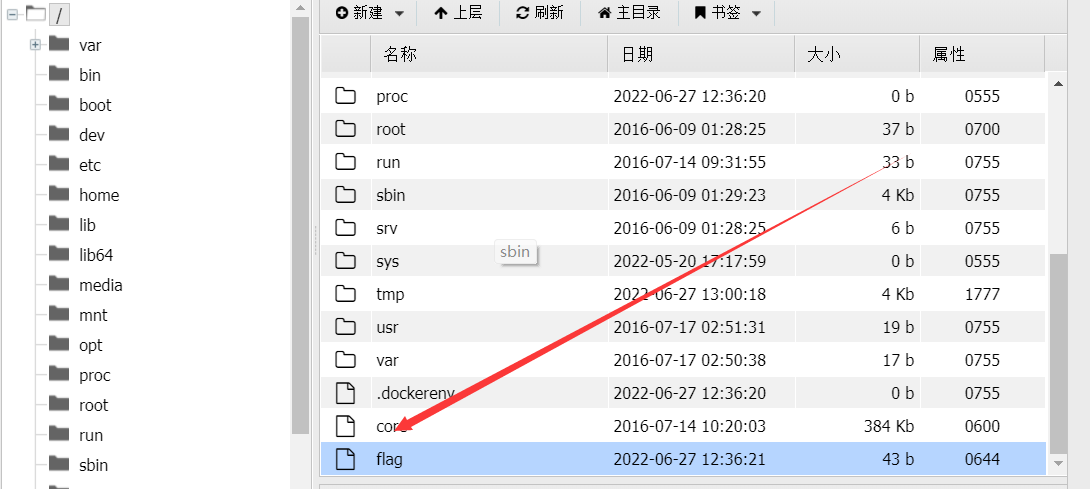 /
var
bin
boot
dev
etc
home
lib
lib64
media
mnt
opt
proc
root
run
sbin
新建 上层 刷新 主目录 书签
名称 日期 大小 属性
proc 2022-06-27 12:36:20 0 b 0555
root 2016-06-09 01:28:25 37 b 0700
run 2016-07-14 09:31:55 33 b 0755
sbin 2016-06-09 01:29:23 4 Kb 0755
srv 2016-06-09 01:28:25 6 b 0755
sbin
sys 2022-05-20 17:17:59 0 b 0555
tmp 2022-06-27 13:00:18 4 Kb 1777
usr 2016-07-17 02:51:31 19 b 0755
var 2016-07-17 02:50:38 17 b 0755
.dockerenv 2022-06-27 12:36:20 0 b 0755
core 2016-07-14 10:20:03 384 Kb 0600
flag 2022-06-27 12:36:21 43 b 0644